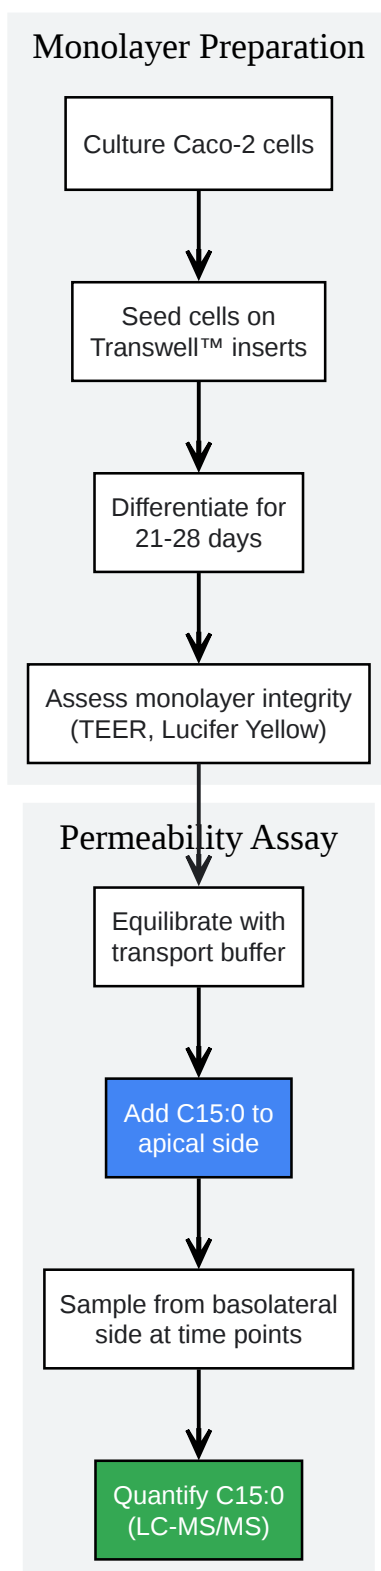 Monolayer Preparation
Culture Caco-2 cells
Seed cells on
Transwell™ inserts
Differentiate for
21-28 days
Assess monolayer integrity
(TEER, Lucifer Yellow)
Permeability Assay
Equilibrate with
transport buffer
Add C15:0 to
apical side
Sample from basolateral
side at time points
Quantify C15:0
(LC-MS/MS)